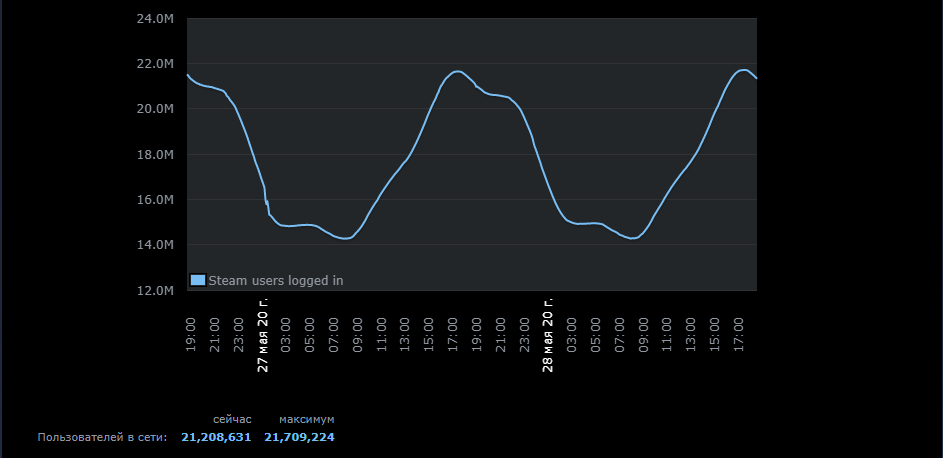 24.0M
22.0M
20.0M
18.0M
16.0M
14.0M
12.0M
Steam users logged in
19:00
21:00
23:00
27 мая 20 г.
03:00
05:00
07:00
09:00
11:00
13:00
15:00
17:00
19:00
21:00
23:00
28 мая 20 г.
03:00
05:00
07:00
09:00
11:00
13:00
15:00
17:00
сейчас максимум
Пользователей в сети: 21,208,631 21,709,224